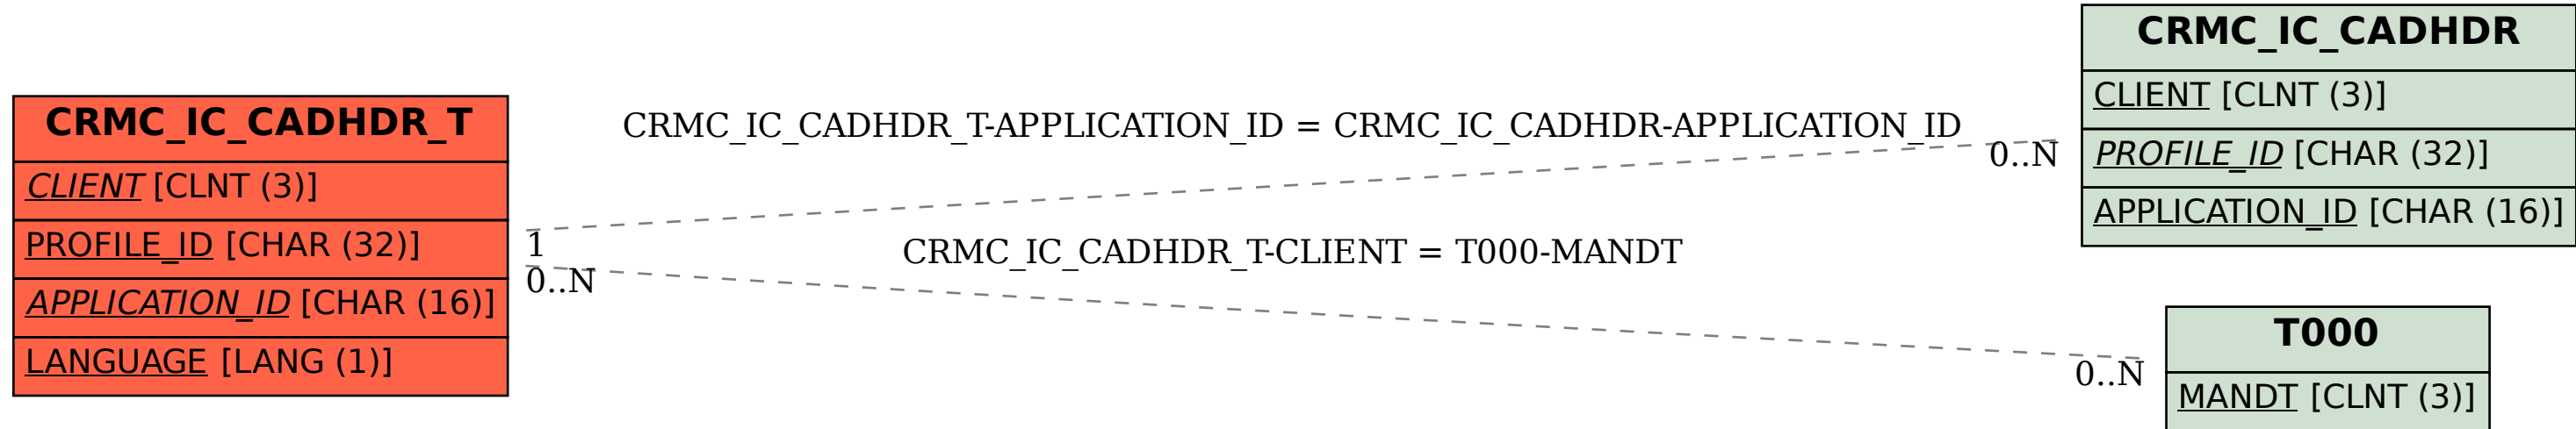 CRMC_IC_CADHDR_T
CLIENT [CLNT (3)]
PROFILE_ID [CHAR (32)]
APPLICATION_ID [CHAR (16)]
LANGUAGE [LANG (1)]
CRMC_IC_CADHDR_T-APPLICATION_ID = CRMC_IC_CADHDR-APPLICATION_ID
1
0..N
CRMC_IC_CADHDR_T-CLIENT = T000-MANDT
0..N
0..N
CRMC_IC_CADHDR
CLIENT [CLNT (3)]
PROFILE_ID [CHAR (32)]
APPLICATION_ID [CHAR (16)]
T000
MANDT [CLNT (3)]